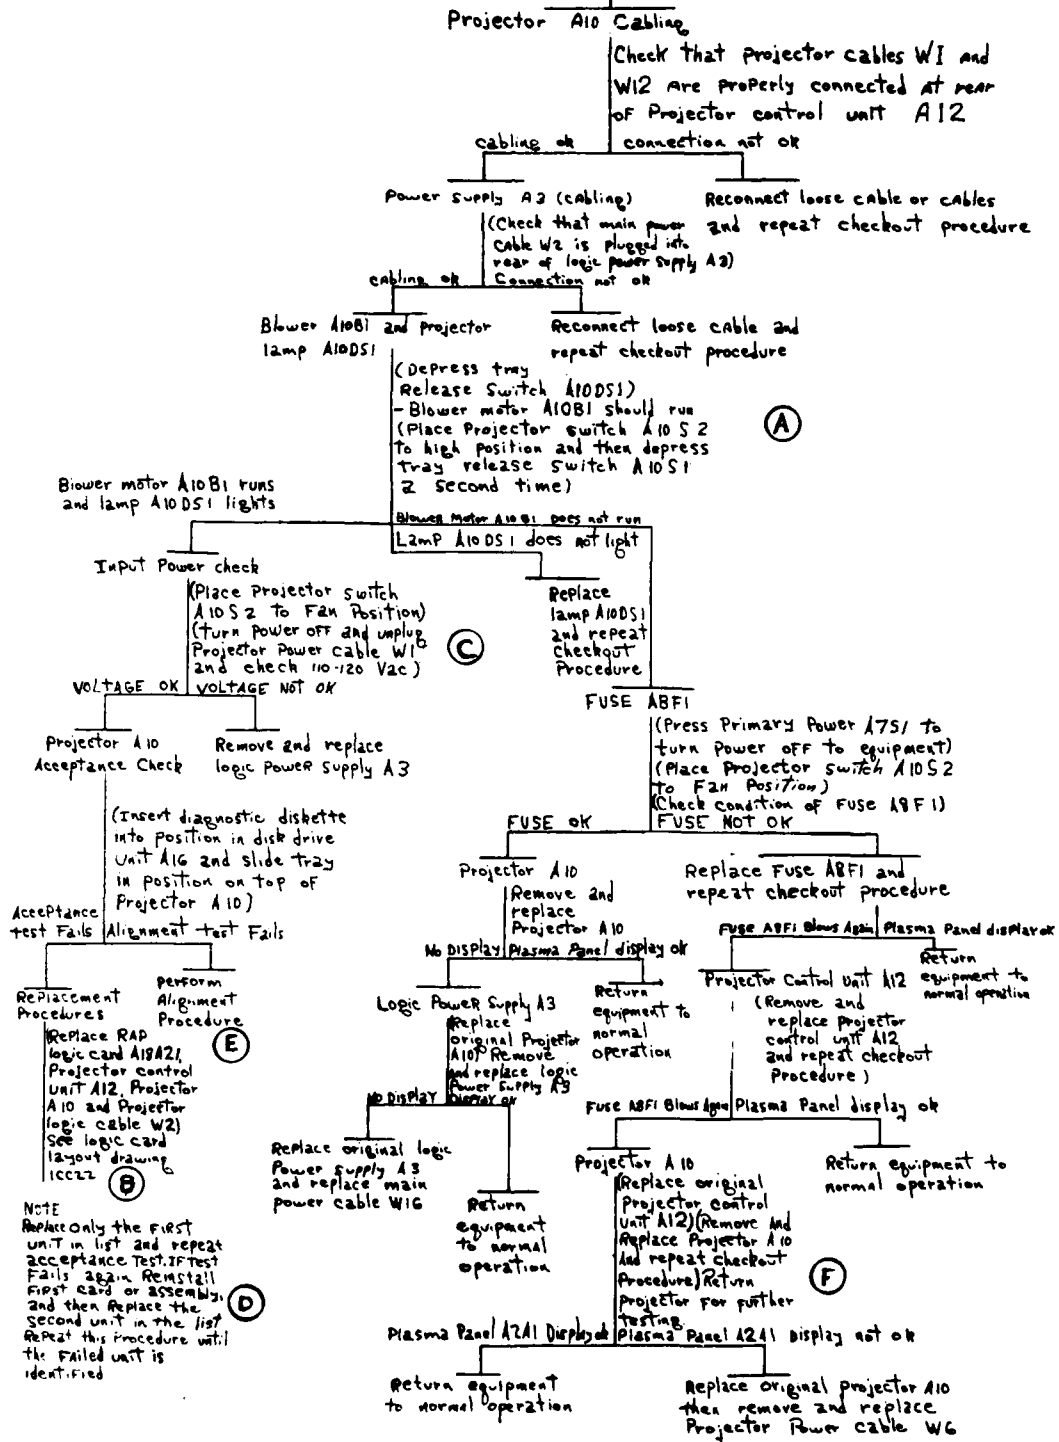 Projector A10 Cabling
Check that projector cables W1 and
W12 are properly connected at rear
of Projector control unit A12
cabling ok
connection not ok
Power supply A3 (cabling)
Reconnect loose cable or cables
and repeat checkout procedure
(Check that main power
cable W2 is plugged into
rear of logic power supply A3)
cabling ok
Connection not ok
Blower A10B1 and projector
lamp A10DS1
Reconnect loose cable and
repeat checkout procedure
(Depress tray
Release Switch A10DS1)
- Blower motor A10B1 should run
(Place Projector switch A10S2
to high position and then depress
tray release switch A10S1
2 second time)
A
Blower motor A10B1 runs
and lamp A10DS1 lights
Blower Motor A10B1 Does not run
Lamp A10DS1 does not light
Input Power check
(Place Projector switch
A10S2 to Fan Position)
(turn Power OFF and unplug
Projector Power cable W1
and check 110-120 Vac)
C
Replace
lamp A10DS1
and repeat
checkout
Procedure
VOLTAGE OK
VOLTAGE NOT OK
FUSE A8F1
Projector A10
Acceptance Check
Remove and replace
logic Power Supply A3
(Press Primary Power A7S1 to
turn Power OFF to equipment)
(Place Projector switch A10S2
to Fan Position)
(Check condition of FUSE A8F1)
FUSE OK
FUSE NOT OK
(Insert diagnostic diskette
into position in disk drive
unit A16 and slide tray
in position on top of
Projector A10)
Projector A10
Remove and
replace
Projector A10
Replace Fuse A8F1 and
repeat checkout procedure
Acceptance
test Fails
Alignment test Fails
No Display
Plasma Panel display ok
Fuse A8F1 Blows Again
Plasma Panel display ok
Replacement
Procedures
perform
Alignment
Procedure
E
Logic Power Supply A3
Return
equipment to
normal
operation
Projector Control Unit A12
Return
equipment to
normal operation
(Replace RAP
logic card A18A21,
Projector control
unit A12, Projector
A10 and Projector
logic cable W2)
See logic card
layout drawing
1CC22
B
(Replace
original Projector
A10) Remove
and replace logic
Power Supply A3
(Remove and
replace projector
control unit A12
and repeat checkout
Procedure)
No Display
Display ok
Fuse A8F1 Blows Again
Plasma Panel display ok
Replace original logic
Power supply A3
and replace main
power cable W16
Return
equipment
to normal
operation
Projector A10
(Replace original
Projector control
unit A12)(Remove And
Replace Projector A10
And repeat checkout
Procedure)Return
Projector For Further
testing
F
Return equipment to
normal operation
NOTE
Replace only the FIRST
unit in list and repeat
acceptance Test. IF Test
Fails again Reinstall
First card or assembly,
and then Replace the
second unit in the list
Repeat this Procedure until
the FAILED unit is
identified
D
Plasma Panel A2A1 Display ok
Plasma Panel A2A1 Display not ok
Return equipment
to normal operation
Replace original projector A10
then remove and replace
Projector Power cable W6